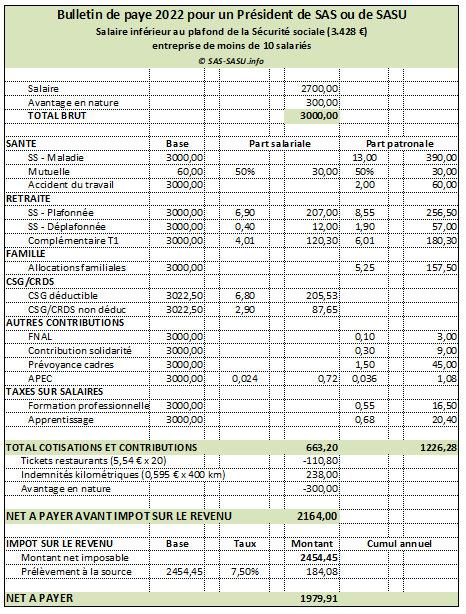 Bulletin de paye 2022 pour un Président de SAS ou de SASU
Salaire inférieur au plafond de la Sécurité sociale (3.428 €)
entreprise de moins de 10 salariés
© SAS-SASU.info
Salaire 2700,00
Avantage en nature 300,00
TOTAL BRUT 3000,00
SANTE Base Part salariale Part patronale
SS - Maladie 3000,00 13,00 390,00
Mutuelle 60,00 50% 30,00 50% 30,00
Accident du travail 3000,00 2,00 60,00
RETRAITE
SS - Plafonnée 3000,00 6,90 207,00 8,55 256,50
SS - Déplafonnée 3000,00 0,40 12,00 1,90 57,00
Complémentaire T1 3000,00 4,01 120,30 6,01 180,30
FAMILLE
Allocations familiales 3000,00 5,25 157,50
CSG/CRDS
CSG déductible 3022,50 6,80 205,53
CSG/CRDS non déduc 3022,50 2,90 87,65
AUTRES CONTRIBUTIONS
FNAL 3000,00 0,10 3,00
Contribution solidarité 3000,00 0,30 9,00
Prévoyance cadres 3000,00 1,50 45,00
APEC 3000,00 0,024 0,72 0,036 1,08
TAXES SUR SALAIRES
Formation professionnelle 3000,00 0,55 16,50
Apprentissage 3000,00 0,68 20,40
TOTAL COTISATIONS ET CONTRIBUTIONS 663,20 1226,28
Tickets restaurants (5,54 € x 20) -110,80
Indemnités kilométriques (0,595 € x 400 km) 238,00
Avantage en nature -300,00
NET A PAYER AVANT IMPOT SUR LE REVENU 2164,00
IMPOT SUR LE REVENU Base Taux Montant Cumul annuel
Montant net imposable 2454,45
Prélèvement à la source 2454,45 7,50% 184,08
NET A PAYER 1979,91